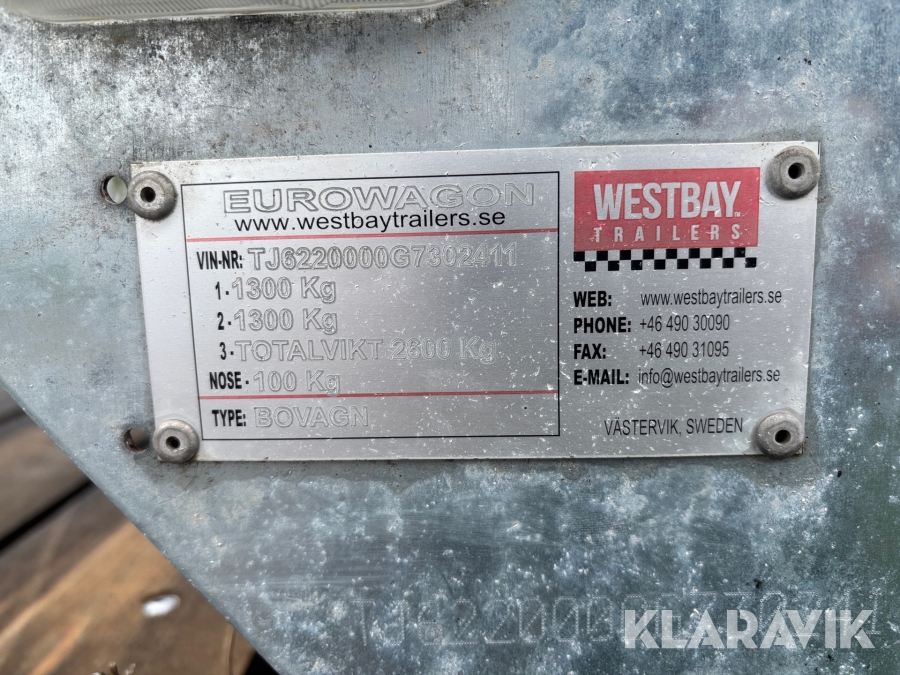 EUROWAGON
www.westbaytrailers.se
VIN-NR: TJ6220000G7302411
1-1300 Kg
2-1300 Kg
3-TOTALVIKT 2600 Kg
NOSE-100 Kg
TYPE: BOVAGN
WESTBAY™
TRAILERS
WEB: www.westbaytrailers.se
PHONE: +46 490 30090
FAX: +46 490 31095
E-MAIL: info@westbaytrailers.se
VÄSTERVIK, SWEDEN
KLARAVIK